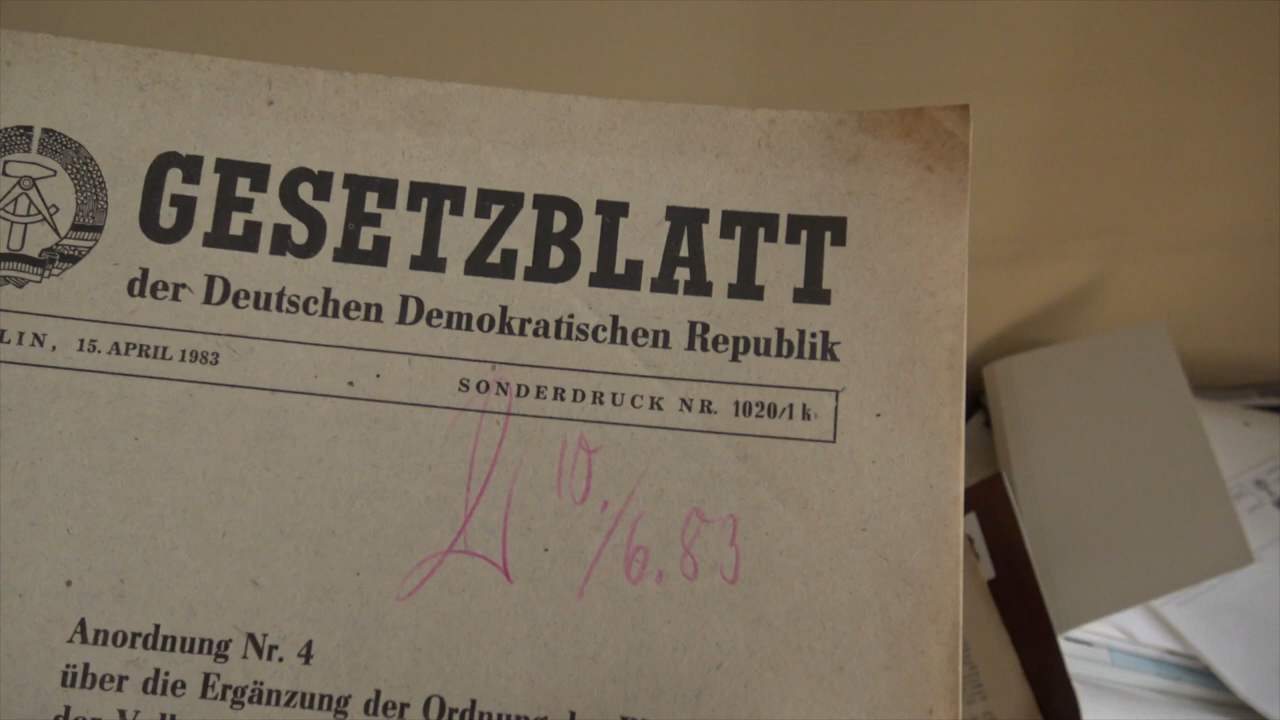 GESETZBLATT
der Deutschen Demokratischen Republik
LIN, 15. APRIL 1983 SONDERDRUCK NR. 1020/1 k
10./6.83
Anordnung Nr. 4
über die Ergänzung der Ordnung